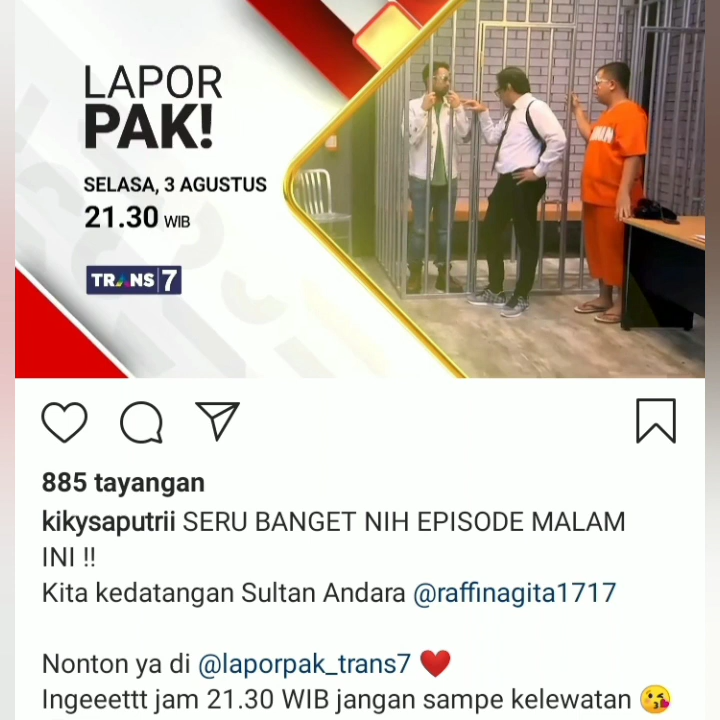 LAPOR
PAK!
SELASA, 3 AGUSTUS
21.30 WIB
TRANS|7
885 tayangan
kikysaputrii SERU BANGET NIH EPISODE MALAM
INI !!
Kita kedatangan Sultan Andara @raffinagita1717
Nonton ya di @laporpak_trans7 ❤️
Ingeeettt jam 21.30 WIB jangan sampe kelewatan 😘